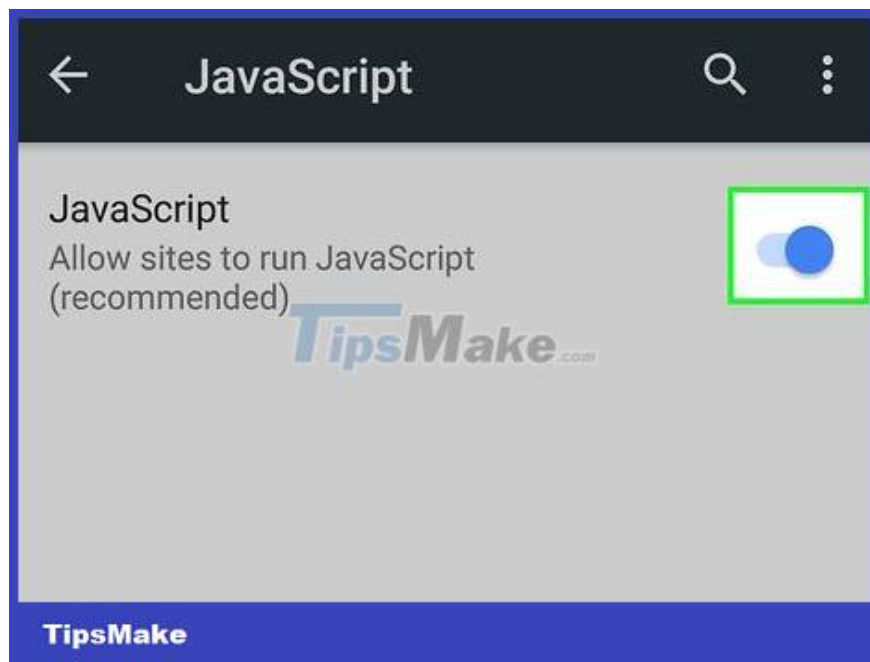 JavaScript
JavaScript
Allow sites to run JavaScript
(recommended)
TipsMake.com
TipsMake